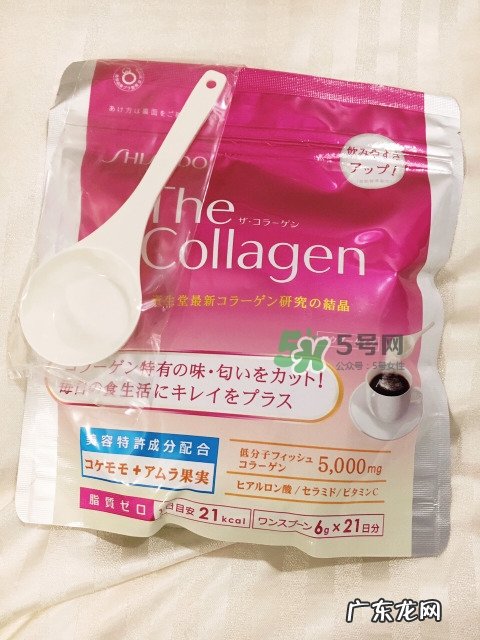 あけ方は裏面をご
飲みやすさ
アップ!
SHI
DO
The
ザ・コラーゲン
Collagen
生堂最新コラーゲン研究の結晶
5号网
公众号:5号女性
コラーゲン特有の味・匂いをカット!
毎日の食生活にキレイをプラス
美容特許成分配合
コケモモ+アムラ果実
低分子フィッシュ
コラーゲン 5,000mg
ヒアルロン酸/セラミド/ビタミンC
脂質ゼロ
日目安 21kcal
ワンスプーン 6g×21日分
广东龙网